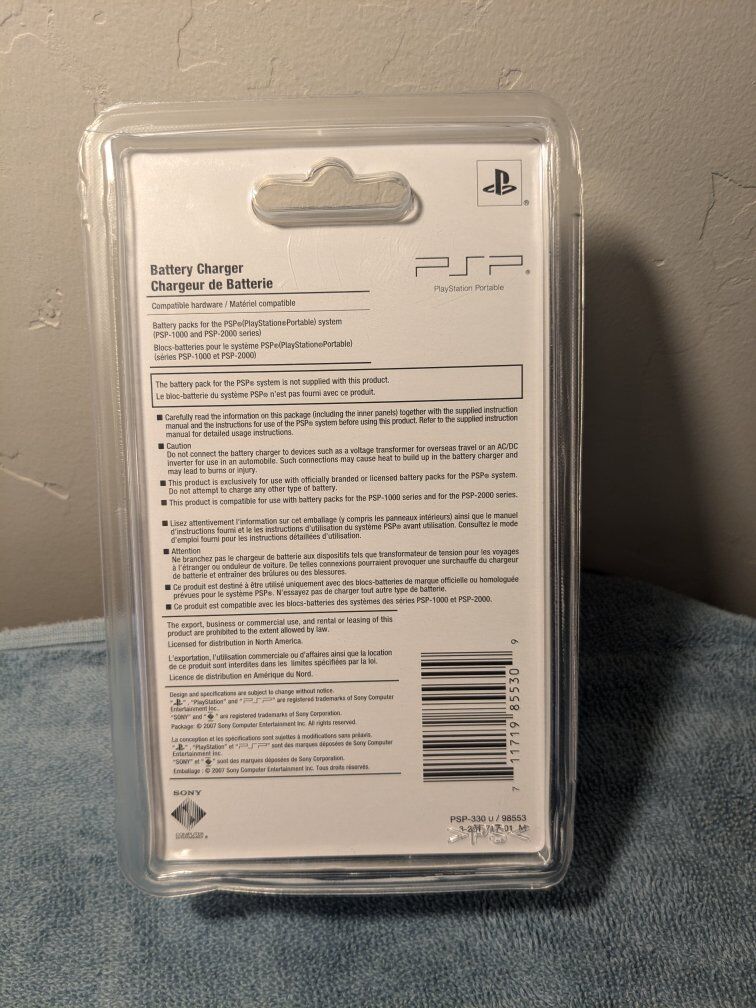 Battery Charger
Chargeur de Batterie
PSP®
PlayStation Portable
Compatible hardware / Matériel compatible
Battery packs for the PSP®(PlayStation®Portable) system
(PSP-1000 and PSP-2000 series)
Blocs-batteries pour le système PSP®(PlayStation®Portable)
(séries PSP-1000 et PSP-2000)
The battery pack for the PSP® system is not supplied with this product.
Le bloc-batterie du système PSP® n'est pas fourni avec ce produit.
■ Carefully read the information on this package (including the inner panels) together with the supplied instruction
manual and the instructions for use of the PSP® system before using this product. Refer to the supplied instruction
manual for detailed usage instructions.
■ Caution
Do not connect the battery charger to devices such as a voltage transformer for overseas travel or an AC/DC
inverter for use in an automobile. Such connections may cause heat to build up in the battery charger and
may lead to burns or injury.
■ This product is exclusively for use with officially branded or licensed battery packs for the PSP® system.
Do not attempt to charge any other type of battery.
■ This product is compatible for use with battery packs for the PSP-1000 series and for the PSP-2000 series.
■ Lisez attentivement l'information sur cet emballage (y compris les panneaux intérieurs) ainsi que le manuel
d'instructions fourni et le les instructions d'utilisation du système PSP® avant utilisation. Consultez le mode
d'emploi fourni pour les instructions détaillées d'utilisation.
■ Attention
Ne branchez pas le chargeur de batterie aux dispositifs tels que transformateur de tension pour les voyages
à l'étranger ou onduleur de voiture. De telles connexions pourraient provoquer une surchauffe du chargeur
de batterie et entraîner des brûlures ou des blessures.
■ Ce produit est destiné à être utilisé uniquement avec des blocs-batteries de marque officielle ou homologuée
prévues pour le système PSP®. N'essayez pas de charger tout autre type de batterie.
■ Ce produit est compatible avec les blocs-batteries des systèmes des séries PSP-1000 et PSP-2000.
The export, business or commercial use, and rental or leasing of this
product are prohibited to the extent allowed by law.
Licensed for distribution in North America.
L'exportation, l'utilisation commerciale ou d'affaires ainsi que la location
de ce produit sont interdites dans les limites spécifiées par la loi.
Licence de distribution en Amérique du Nord.
Design and specifications are subject to change without notice.
" ", "PlayStation" and "PSP" are registered trademarks of Sony Computer
Entertainment Inc.
"SONY" and " " are registered trademarks of Sony Corporation.
Package: © 2007 Sony Computer Entertainment Inc. All rights reserved.
La conception et les spécifications sont sujettes à modifications sans préavis.
" ", "PlayStation" et "PSP" sont des marques déposées de Sony Computer
Entertainment Inc.
"SONY" et " " sont des marques déposées de Sony Corporation.
Emballage : © 2007 Sony Computer Entertainment Inc. Tous droits réservés.
7 11719 85530 9
SONY
COMPUTER
ENTERTAINMENT®
PSP-330 U / 98553